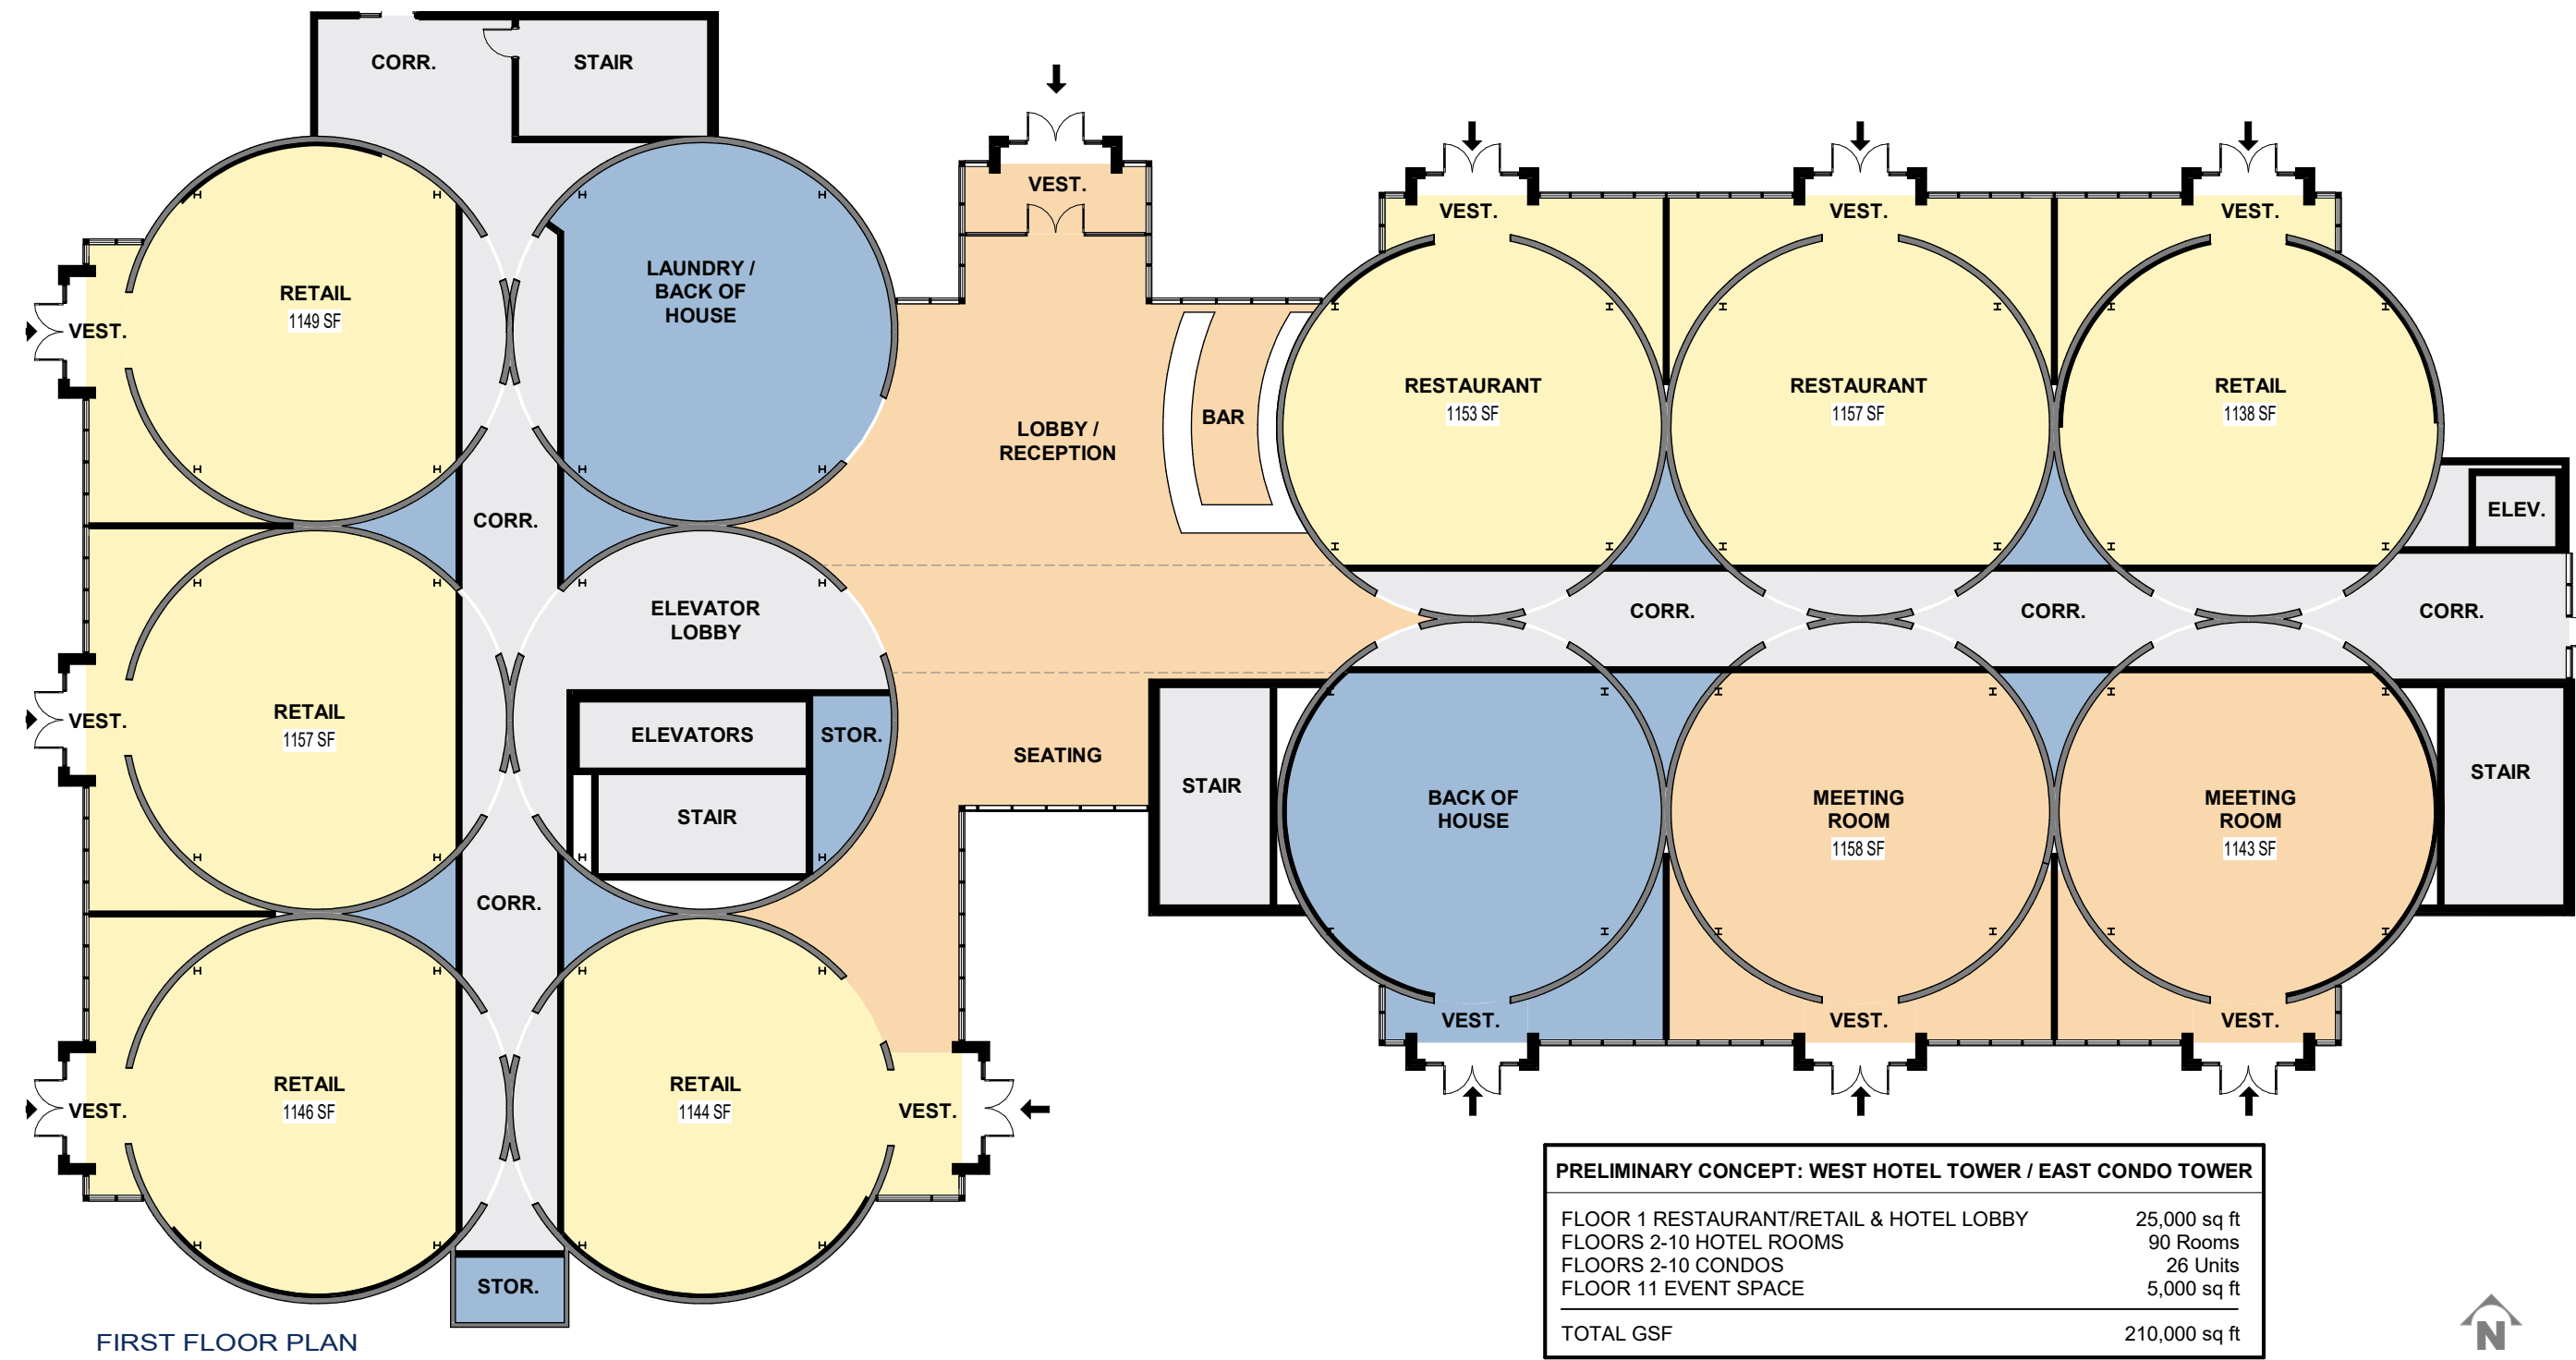 CORR.
STAIR
VEST.
VEST.
VEST.
VEST.
RETAIL
1149 SF
VEST.
LAUNDRY /
BACK OF
HOUSE
LOBBY /
RECEPTION
BAR
RESTAURANT
1153 SF
RESTAURANT
1157 SF
RETAIL
1138 SF
ELEV.
CORR.
ELEVATOR
LOBBY
CORR.
CORR.
CORR.
RETAIL
1157 SF
VEST.
ELEVATORS
STOR.
STAIR
SEATING
STAIR
BACK OF
HOUSE
MEETING
ROOM
1158 SF
MEETING
ROOM
1143 SF
STAIR
CORR.
VEST.
VEST.
VEST.
RETAIL
1146 SF
VEST.
RETAIL
1144 SF
VEST.
STOR.
FIRST FLOOR PLAN
PRELIMINARY CONCEPT: WEST HOTEL TOWER / EAST CONDO TOWER
FLOOR 1 RESTAURANT/RETAIL & HOTEL LOBBY 25,000 sq ft
FLOORS 2-10 HOTEL ROOMS 90 Rooms
FLOORS 2-10 CONDOS 26 Units
FLOOR 11 EVENT SPACE 5,000 sq ft
TOTAL GSF 210,000 sq ft
N